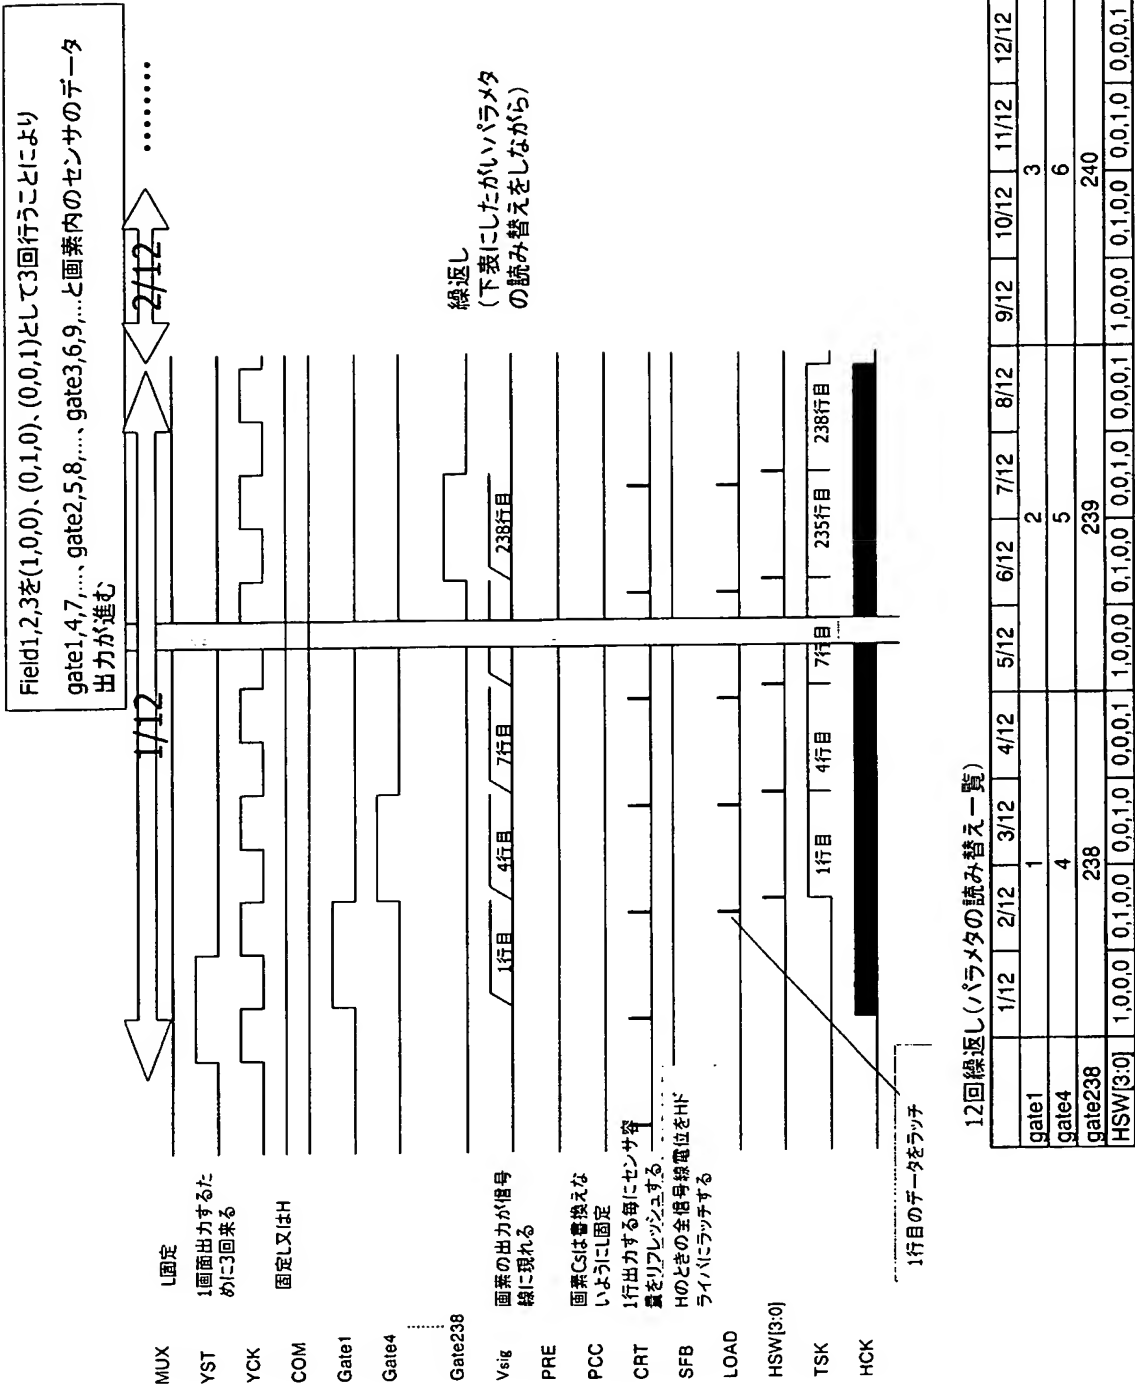 Field1,2,3を(1,0,0)、(0,1,0)、(0,0,1)として3回行うことにより
gate1,4,7,...、gate2,5,8,...、gate3,6,9,...と画素内のセンサのデータ
出力が進む
1/12
2/12
........
MUX
L固定
YST
1画面出力するた
めに3回来る
YCK
COM
固定L又はH
Gate1
Gate4
Gate238
Vsig
画素の出力が信号
線に現れる
1行目
4行目
7行目
238行目
PRE
PCC
画素Csは書換えな
いようにL固定
CRT
1行出力する毎にセンサ容
量をリフレッシュする
SFB
Hのときの全信号線電位をHド
ライバにラッチする
LOAD
HSW[3:0]
TSK
1行目
4行目
7行目
235行目
238行目
HCK
繰返し
(下表にしたがいパラメタ
の読み替えをしながら)
1行目のデータをラッチ
12回繰返し(パラメタの読み替え一覧)
1/12 2/12 3/12 4/12 5/12 6/12 7/12 8/12 9/12 10/12 11/12 12/12
gate1 1 2 3
gate4 4 5 6
gate238 238 239 240
HSW[3:0] 1,0,0,0 0,1,0,0 0,0,1,0 0,0,0,1 1,0,0,0 0,1,0,0 0,0,1,0 0,0,0,1 1,0,0,0 0,1,0,0 0,0,1,0 0,0,0,1